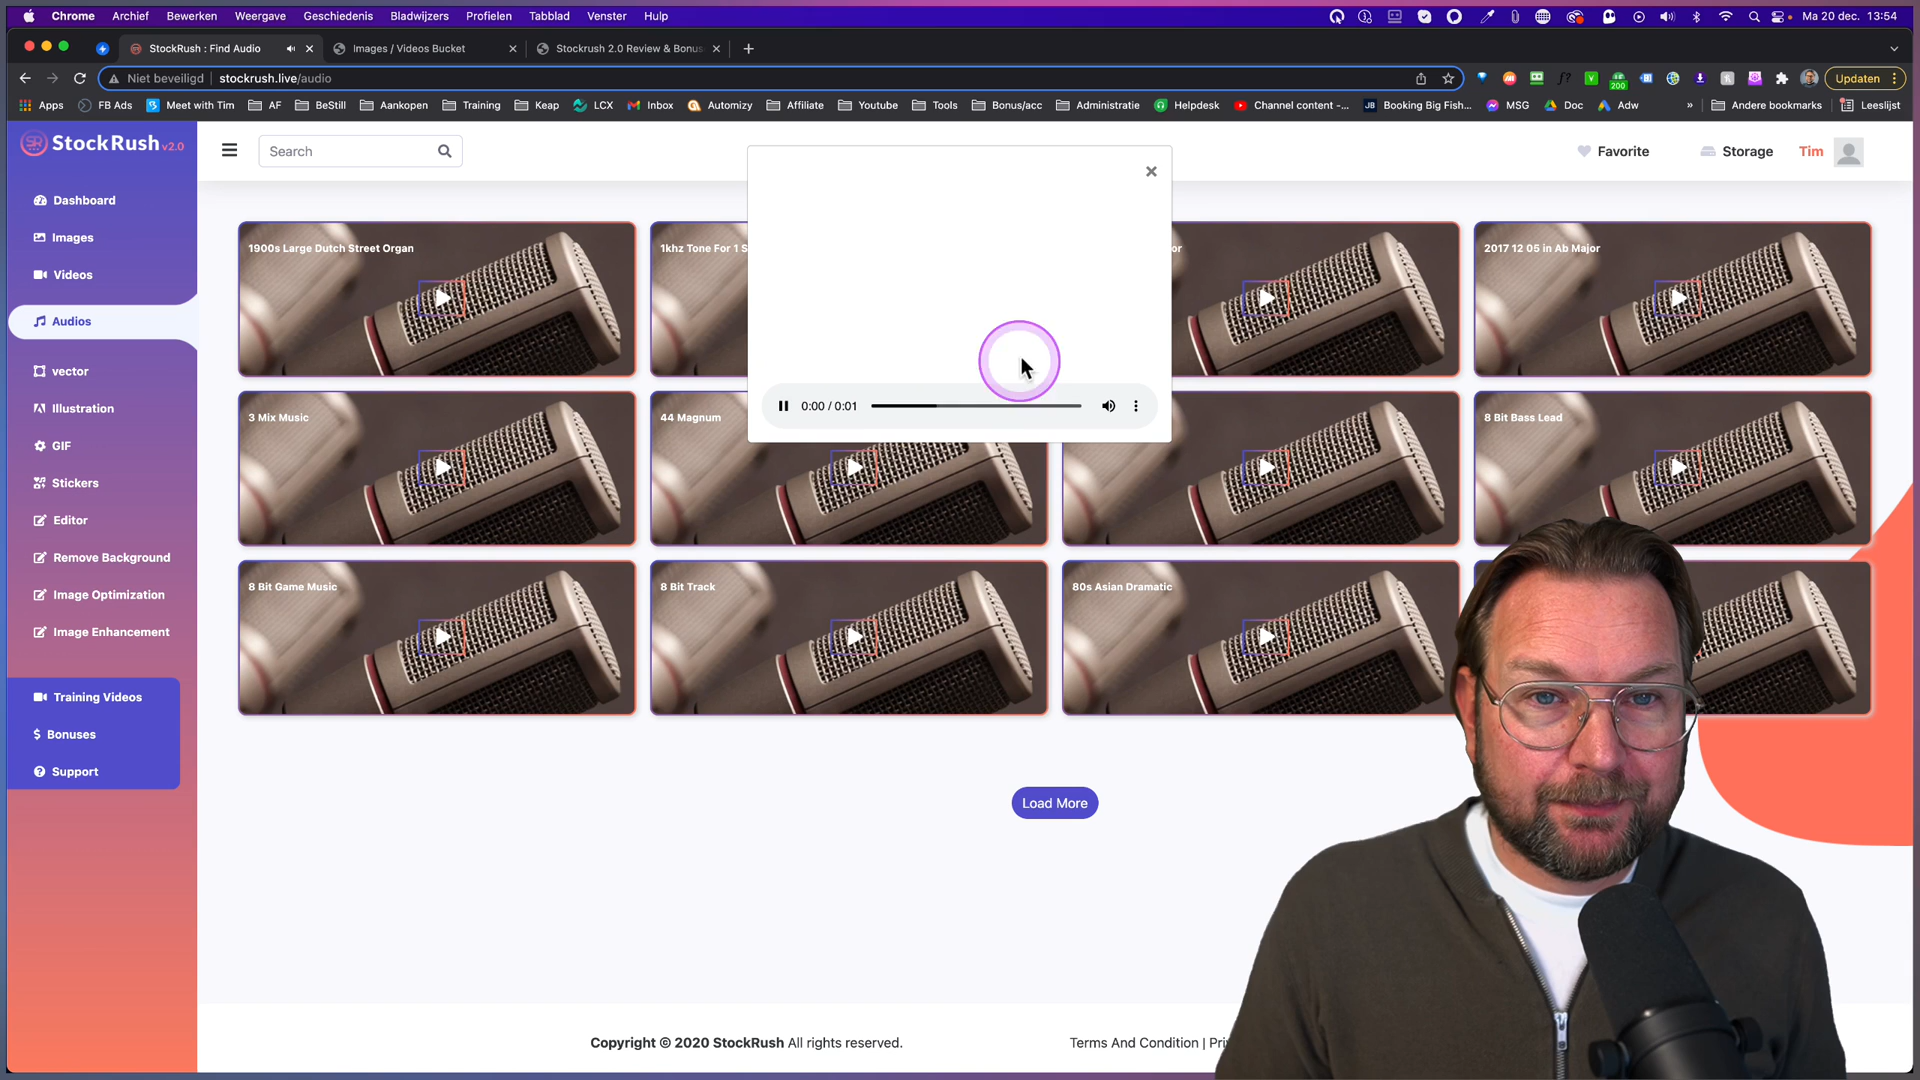 Chrome Archief Bewerken Weergave Geschiedenis Bladwijzers Profielen Tabblad Venster Hulp Ma 20 dec. 13:54
StockRush : Find Audio Images / Videos Bucket Stockrush 2.0 Review & Bonus
Niet beveiligd stockrush.live/audio 200 Updaten
Apps FB Ads Meet with Tim AF BeStill Aankopen Training Keap LCX Inbox Automizy Affiliate Youtube Tools Bonus/acc Administratie Helpdesk Channel content -... Booking Big Fish... MSG Doc Adw » Andere bookmarks Leeslijst
StockRush v2.0
Search
Favorite Storage Tim
Dashboard
Images
Videos
Audios
vector
Illustration
GIF
Stickers
Editor
Remove Background
Image Optimization
Image Enhancement
Training Videos
Bonuses
Support
1900s Large Dutch Street Organ
1khz Tone For 1 S
or
2017 12 05 in Ab Major
0:00 / 0:01
3 Mix Music
44 Magnum
8 Bit Bass Lead
8 Bit Game Music
8 Bit Track
80s Asian Dramatic
Load More
Copyright © 2020 StockRush All rights reserved.
Terms And Condition | Pri